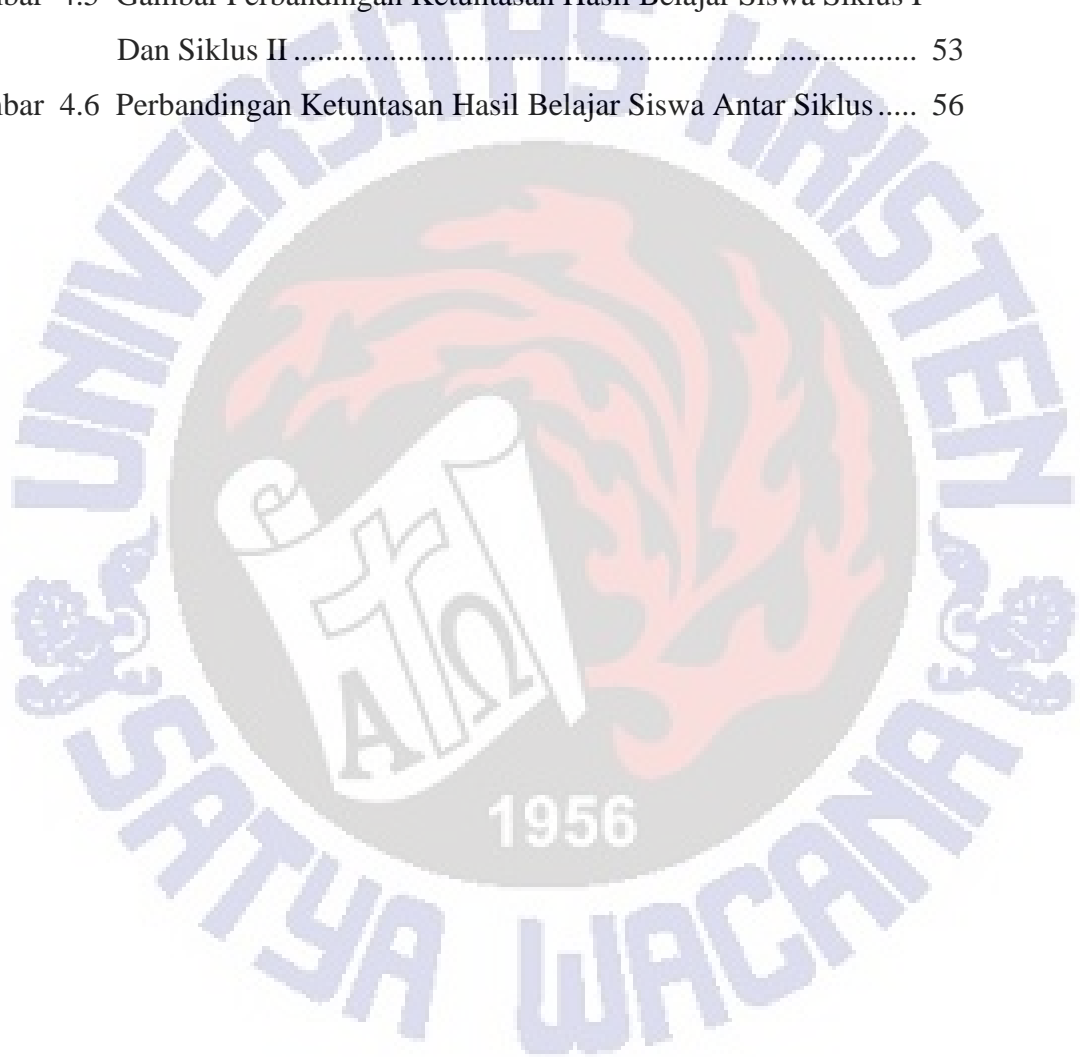 4.5 Gambar Perbandingan Ketuntasan Hasil Belajar Siswa Siklus I
Dan Siklus II ........................................................................... 53
mbar 4.6 Perbandingan Ketuntasan Hasil Belajar Siswa Antar Siklus ..... 56
UNIVERSITAS KRISTEN
A Ω
1956
SATYA WACANA